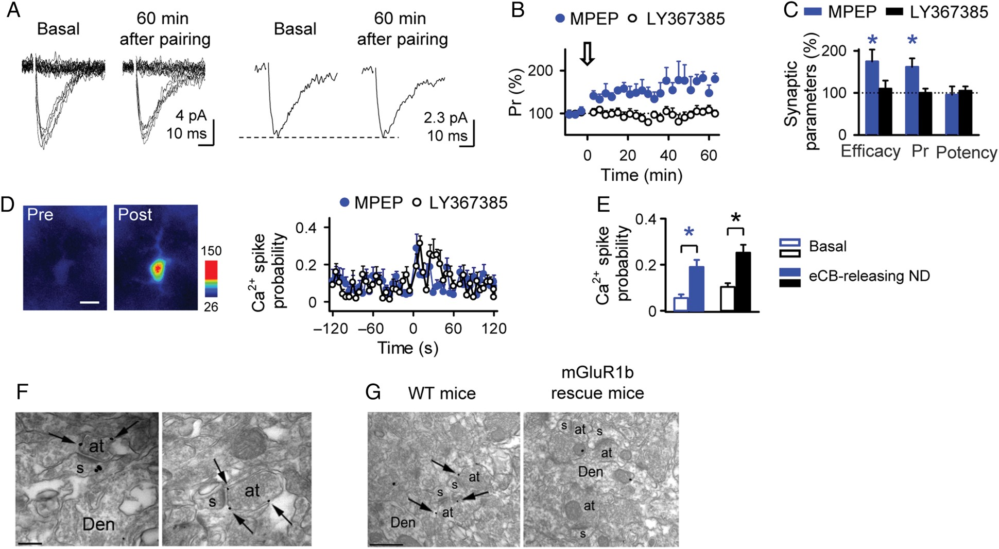 A
Basal
60 min
after pairing
4 pA
10 ms
Basal
60 min
after pairing
2.3 pA
10 ms
B
MPEP LY367385
Pr (%)
200
100
0 20 40 60
Time (min)
C
MPEP LY367385
* *
Synaptic
parameters (%)
200
100
0
Efficacy Pr Potency
D
Pre
Post
150
26
MPEP LY367385
Ca2+ spike
probability
0.4
0.2
0
–120 –60 0 60 120
Time (s)
E
Ca2+ spike
probability
0.4
0.2
0
* *
Basal
eCB-releasing ND
F
at
s
Den
at
s
G
WT mice
at
s
s
at
Den
mGluR1b
rescue mice
s at s
at
Den
at
s